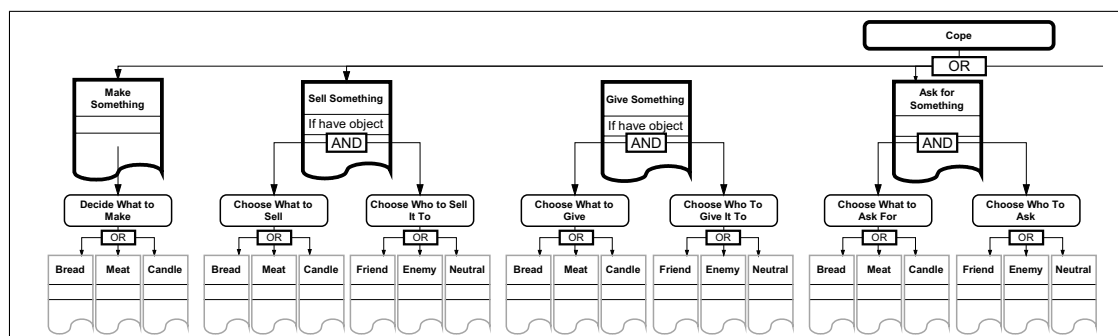 Cope
OR
Make
Something
Sell Something
If have object
AND
Give Something
If have object
AND
Ask for
Something
AND
Decide What to
Make
Choose What to
Sell
Choose Who to Sell
It To
Choose What to
Give
Choose Who To
Give It To
Choose What to
Ask For
Choose Who To
Ask
OR
OR
OR
OR
OR
OR
OR
Bread Meat Candle
Bread Meat Candle
Friend Enemy Neutral
Bread Meat Candle
Friend Enemy Neutral
Bread Meat Candle
Friend Enemy Neutral